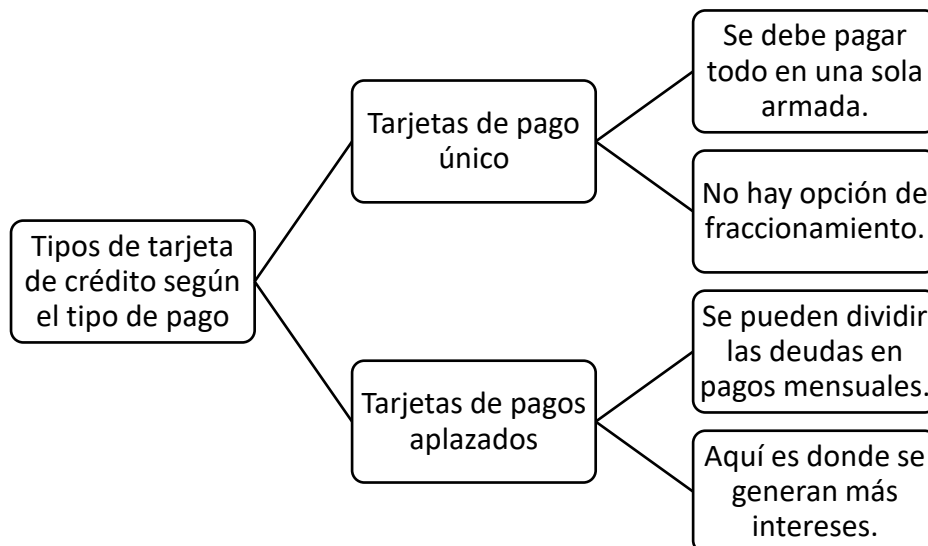 Tipos de tarjeta
de crédito según
el tipo de pago
Tarjetas de pago
único
Se debe pagar
todo en una sola
armada.
No hay opción de
fraccionamiento.
Tarjetas de pagos
aplazados
Se pueden dividir
las deudas en
pagos mensuales.
Aquí es donde se
generan más
intereses.